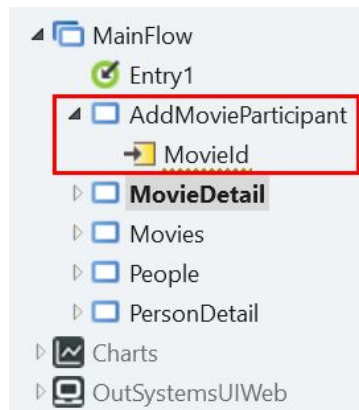 MainFlow
Entry1
AddMovieParticipant
MovieId
MovieDetail
Movies
People
PersonDetail
Charts
OutSystemsUIWeb